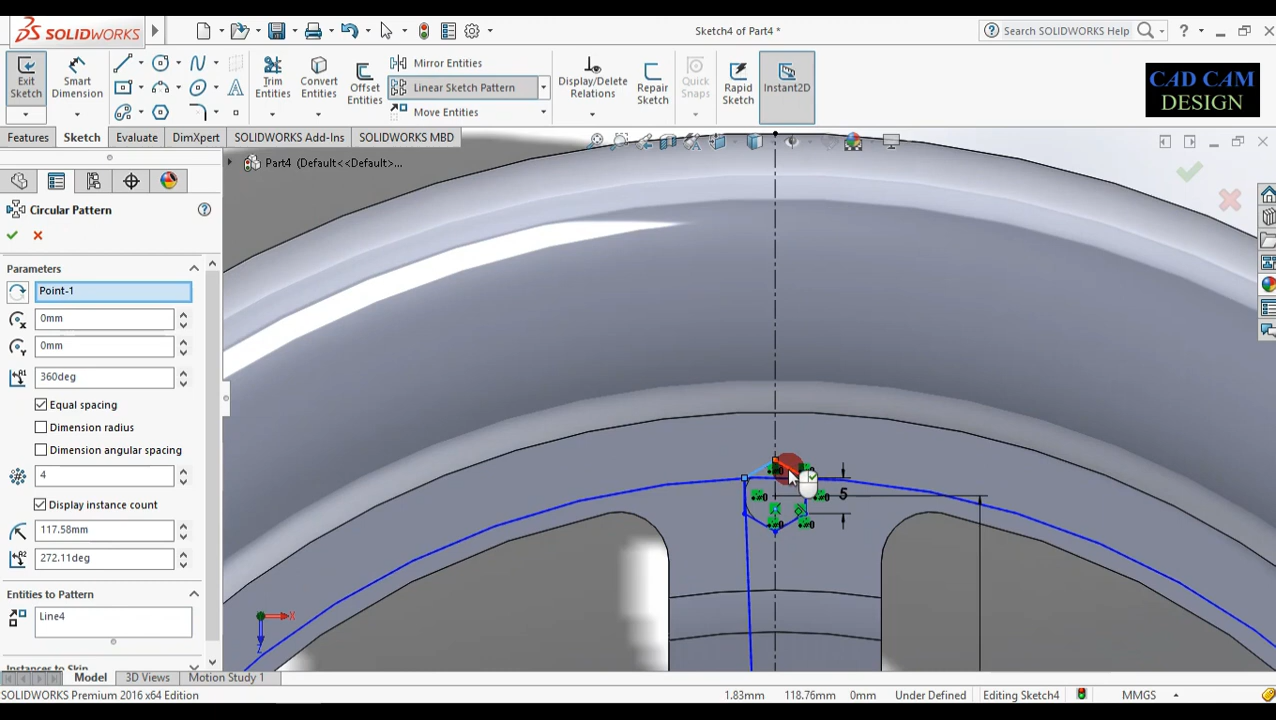 SOLIDWORKS
Sketch4 of Part4 *
Search SOLIDWORKS Help
?
Exit Sketch
Smart Dimension
Trim Entities
Convert Entities
Offset Entities
Mirror Entities
Linear Sketch Pattern
Move Entities
Display/Delete Relations
Repair Sketch
Quick Snaps
Rapid Sketch
Instant2D
CAD CAM
DESIGN
Features
Sketch
Evaluate
DimXpert
SOLIDWORKS Add-Ins
SOLIDWORKS MBD
Part4 (Default<<Default>...
Circular Pattern
?
Parameters
Point-1
0mm
0mm
360deg
Equal spacing
Dimension radius
Dimension angular spacing
4
Display instance count
117.58mm
272.11deg
Entities to Pattern
Line4
5
X
Z
Model
3D Views
Motion Study 1
SOLIDWORKS Premium 2016 x64 Edition
1.83mm
118.76mm
0mm
Under Defined
Editing Sketch4
MMGS